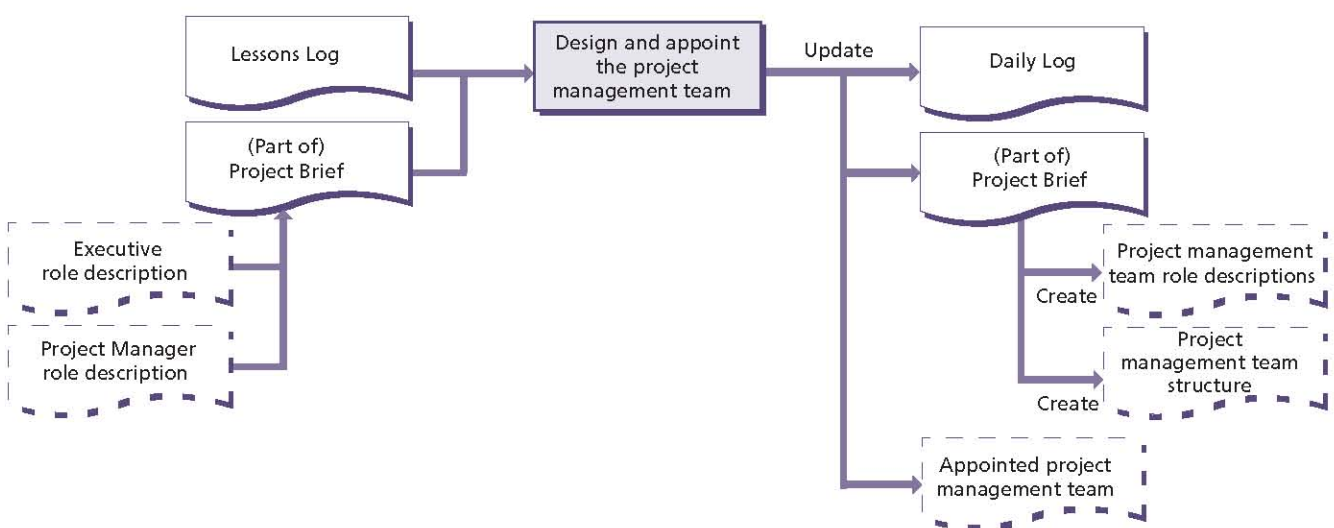 Lessons Log
Design and appoint
the project
management team
Update
Daily Log
(Part of)
Project Brief
(Part of)
Project Brief
Executive
role description
Project management
team role descriptions
Create
Project Manager
role description
Project
management team
structure
Create
Appointed project
management team